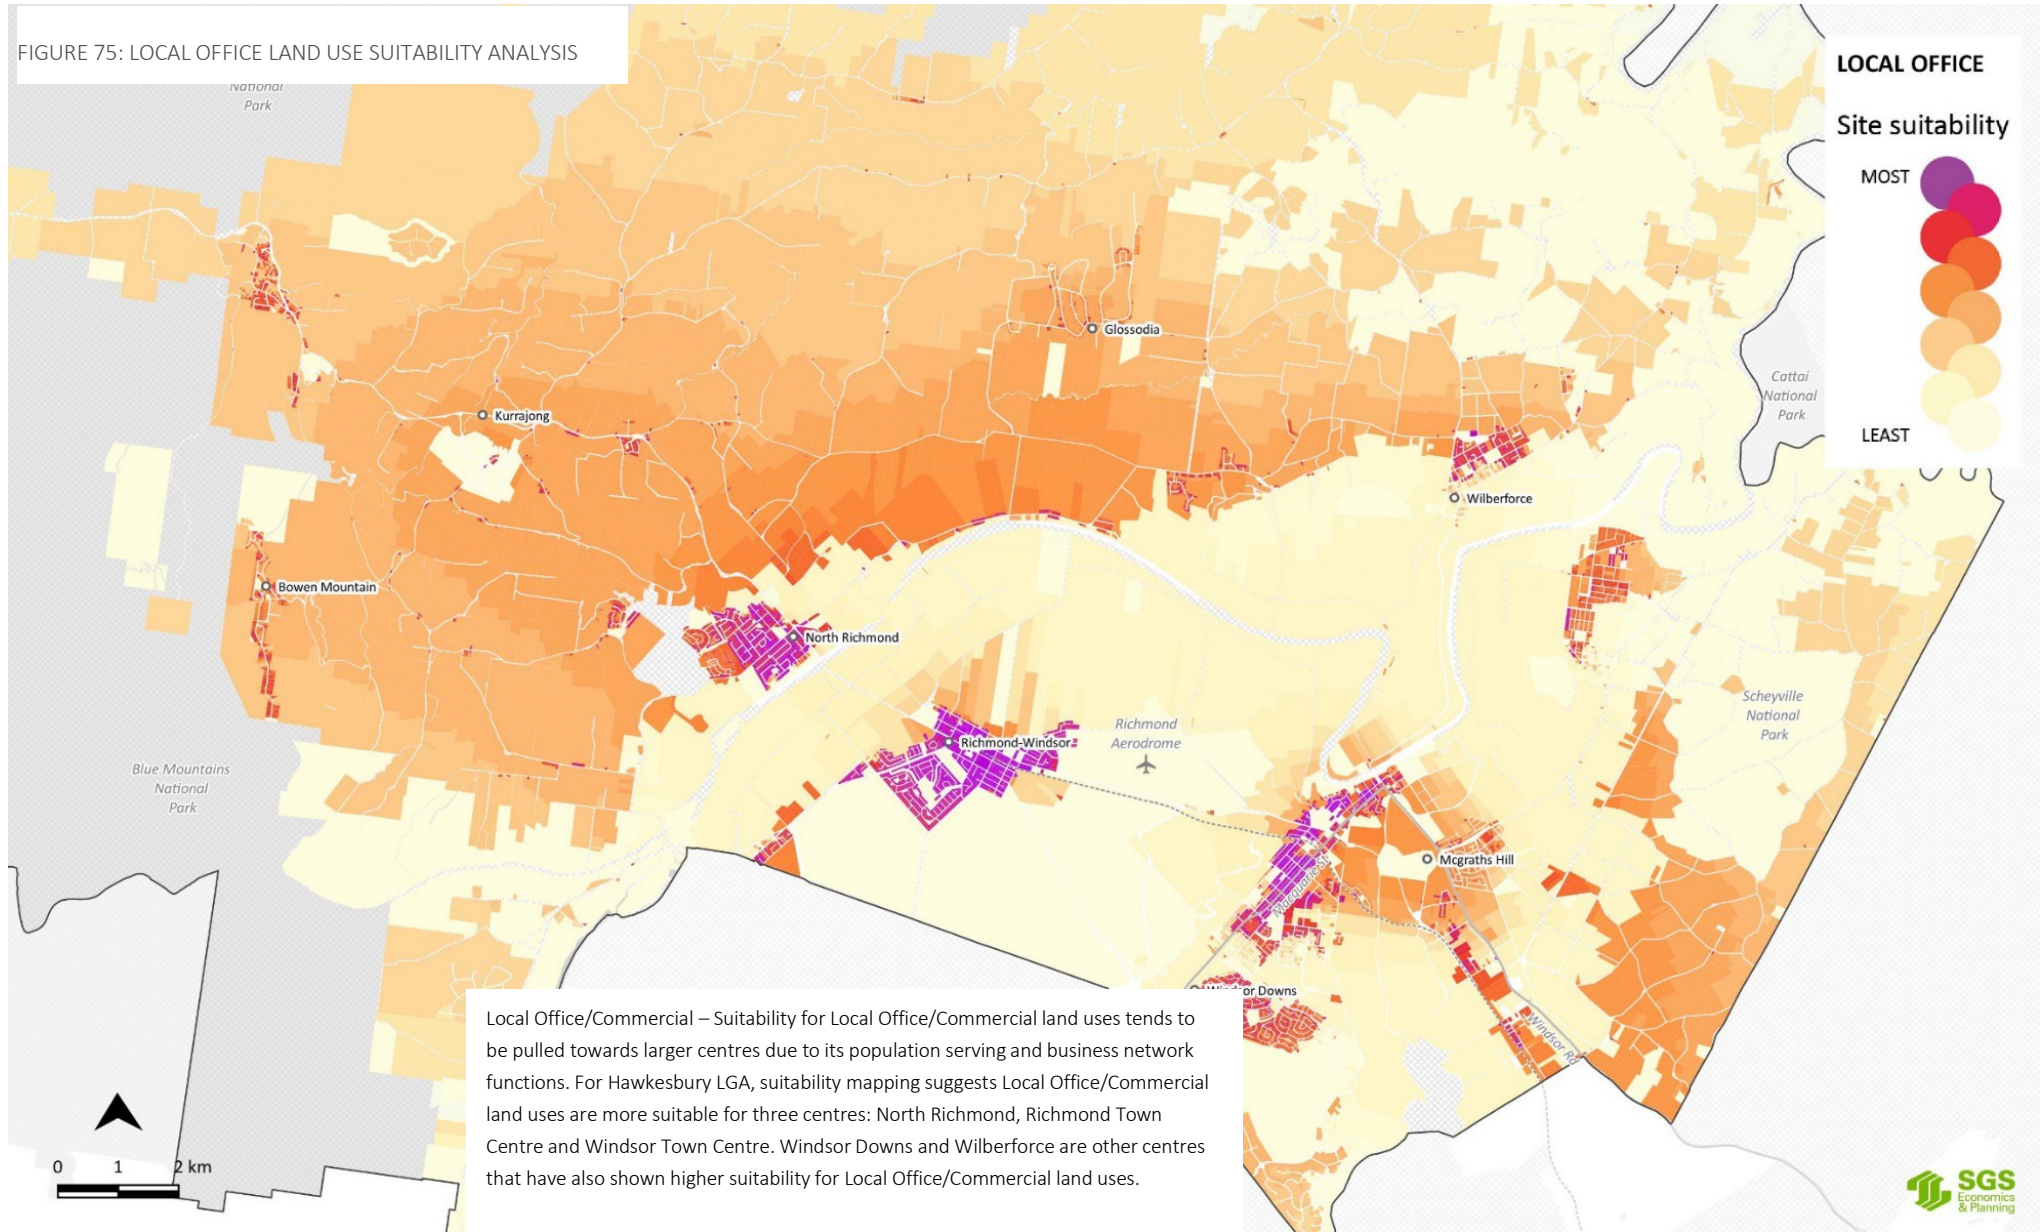 FIGURE 75: LOCAL OFFICE LAND USE SUITABILITY ANALYSIS
National
Park
LOCAL OFFICE
Site suitability
MOST
LEAST
Glossodia
Cattai
National
Park
Kurrajong
Wilberforce
Bowen Mountain
North Richmond
Scheyville
National
Park
Richmond
Aerodrome
Richmond-Windsor
Blue Mountains
National
Park
Mcgraths Hill
Macquarie St
Windsor Downs
Windsor Rd
Local Office/Commercial – Suitability for Local Office/Commercial land uses tends to
be pulled towards larger centres due to its population serving and business network
functions. For Hawkesbury LGA, suitability mapping suggests Local Office/Commercial
land uses are more suitable for three centres: North Richmond, Richmond Town
Centre and Windsor Town Centre. Windsor Downs and Wilberforce are other centres
that have also shown higher suitability for Local Office/Commercial land uses.
0 1 2 km
SGS
Economics
& Planning